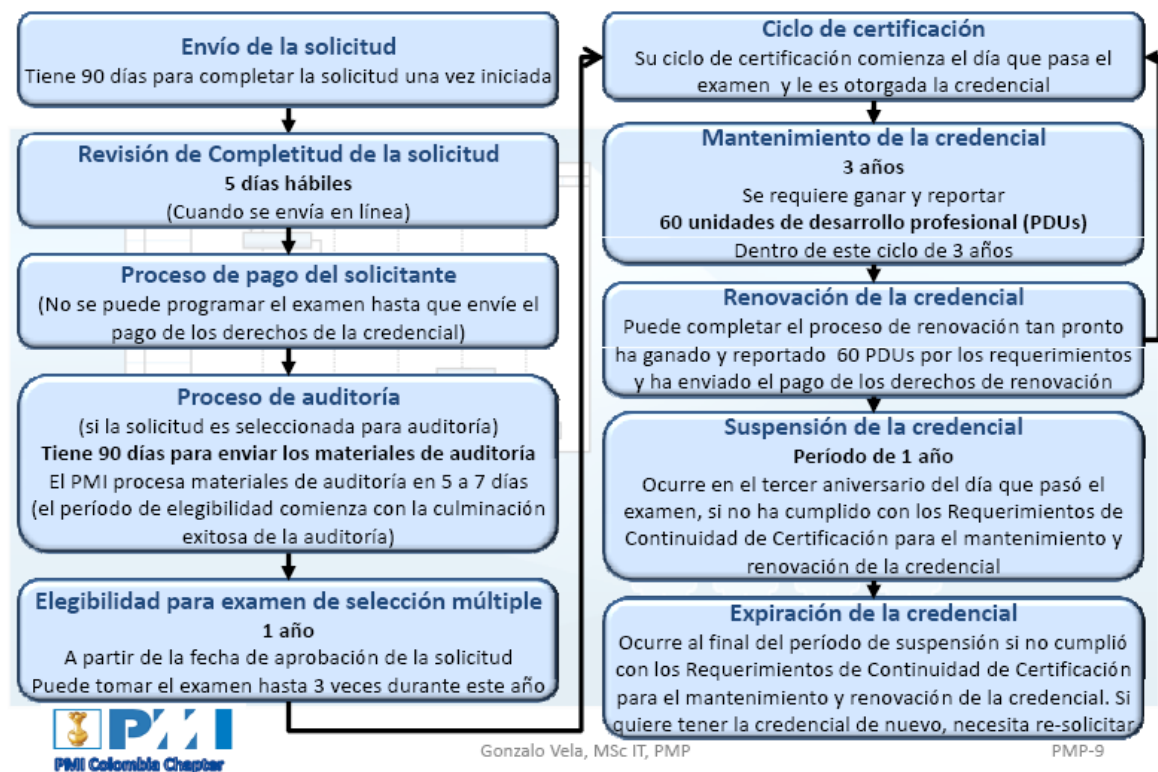 Envío de la solicitud
Tiene 90 días para completar la solicitud una vez iniciada
Revisión de Completitud de la solicitud
5 días hábiles
(Cuando se envía en línea)
Proceso de pago del solicitante
(No se puede programar el examen hasta que envíe el
pago de los derechos de la credencial)
Proceso de auditoría
(si la solicitud es seleccionada para auditoría)
Tiene 90 días para enviar los materiales de auditoría
El PMI procesa materiales de auditoría en 5 a 7 días
(el período de elegibilidad comienza con la culminación
exitosa de la auditoría)
Elegibilidad para examen de selección múltiple
1 año
A partir de la fecha de aprobación de la solicitud
Puede tomar el examen hasta 3 veces durante este año
Ciclo de certificación
Su ciclo de certificación comienza el día que pasa el
examen y le es otorgada la credencial
Mantenimiento de la credencial
3 años
Se requiere ganar y reportar
60 unidades de desarrollo profesional (PDUs)
Dentro de este ciclo de 3 años
Renovación de la credencial
Puede completar el proceso de renovación tan pronto
ha ganado y reportado 60 PDUs por los requerimientos
y ha enviado el pago de los derechos de renovación
Suspensión de la credencial
Período de 1 año
Ocurre en el tercer aniversario del día que pasó el
examen, si no ha cumplido con los Requerimientos de
Continuidad de Certificación para el mantenimiento y
renovación de la credencial
Expiración de la credencial
Ocurre al final del período de suspensión si no cumplió
con los Requerimientos de Continuidad de Certificación
para el mantenimiento y renovación de la credencial. Si
quiere tener la credencial de nuevo, necesita re-solicitar
PMI
PMI Colombia Chapter
Gonzalo Vela, MSc IT, PMP
PMP-9